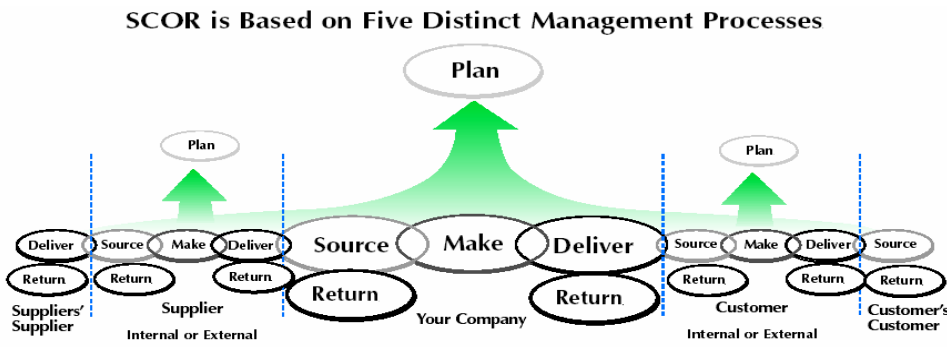 SCOR is Based on Five Distinct Management Processes
Plan
Plan
Plan
Deliver
Source
Make
Deliver
Source
Make
Deliver
Source
Make
Deliver
Source
Return
Return
Return
Return
Return
Return
Return
Return
Suppliers'
Supplier
Supplier
Internal or External
Your Company
Customer
Internal or External
Customer's
Customer